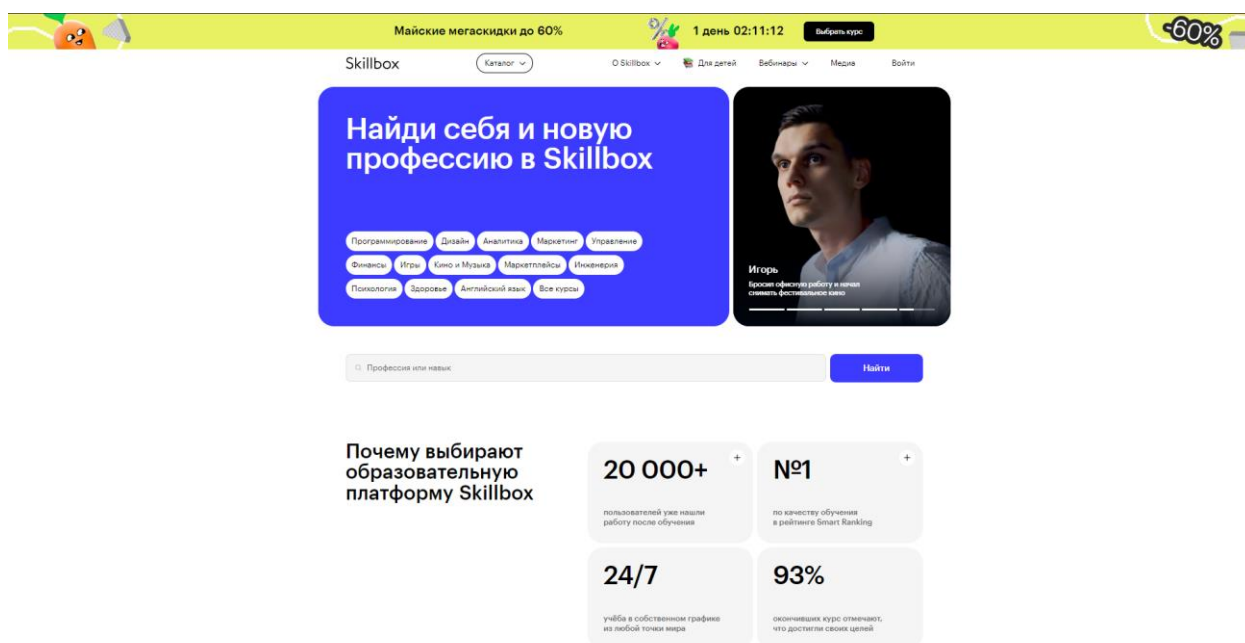 Майские мегаскидки до 60%
1 день 02:11:12
Выбрать курс
-60%
Skillbox
Каталог
О Skillbox
Для детей
Вебинары
Медиа
Войти
Найди себя и новую
профессию в Skillbox
Программирование
Дизайн
Аналитика
Маркетинг
Управление
Финансы
Игры
Кино и Музыка
Маркетплейсы
Инженерия
Психология
Здоровье
Английский язык
Все курсы
Игорь
Бросил офисную работу и начал
снимать фестивальное кино
Профессия или навык
Найти
Почему выбирают
образовательную
платформу Skillbox
20 000+
+
пользователей уже нашли
работу после обучения
№1
+
по качеству обучения
в рейтинге Smart Ranking
24/7
учёба в собственном графике
из любой точки мира
93%
окончивших курс отмечают,
что достигли своих целей